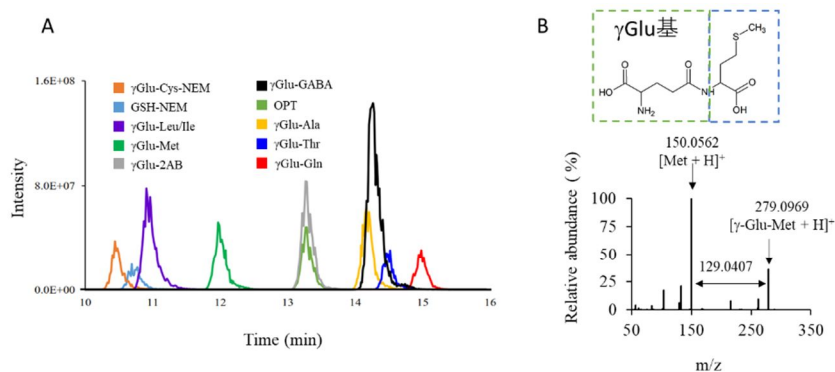 A
1.6E+08
8.0E+07
0.0E+00
Intensity
γGlu-Cys-NEM
GSH-NEM
γGlu-Leu/Ile
γGlu-Met
γGlu-2AB
γGlu-GABA
OPT
γGlu-Ala
γGlu-Thr
γGlu-Gln
10 11 12 13 14 15 16
Time (min)
B
γGlu基
S CH₃
O O O
HO NH
NH₂ OH
150.0562
[Met + H]⁺
279.0969
[γ-Glu-Met + H]⁺
129.0407
Relative abundance ( %)
100
75
50
25
0
50 150 250 350
m/z